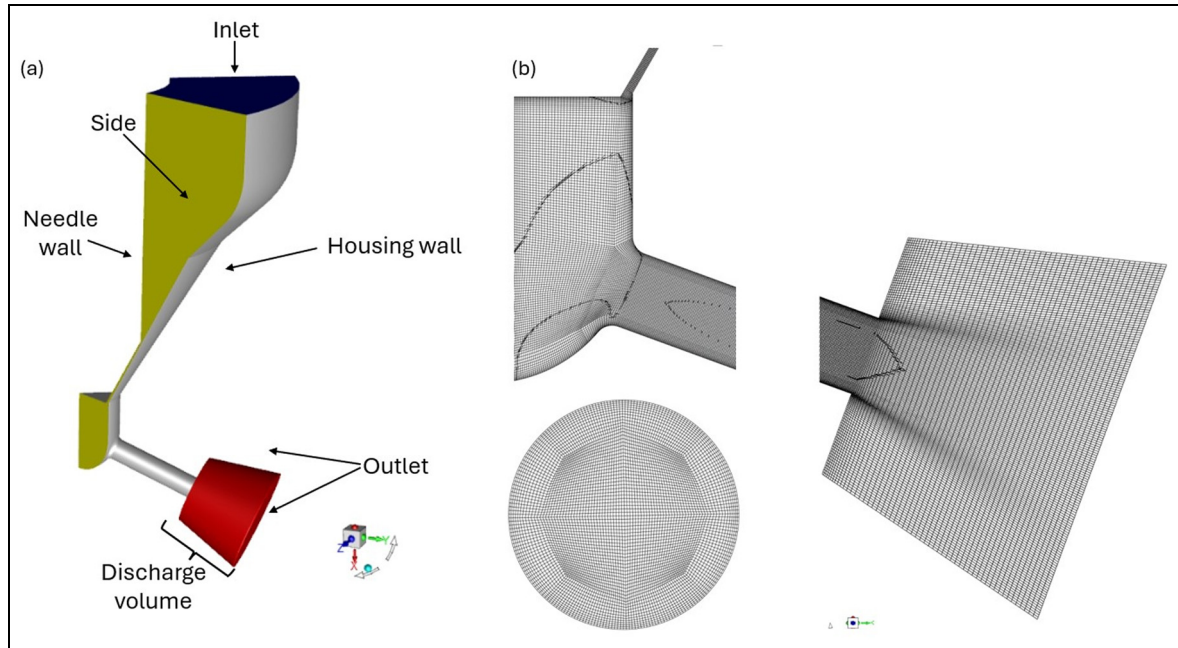 Inlet
(a)
(b)
Side
Needle
wall
Housing wall
Outlet
Discharge
volume
Z
Y
X